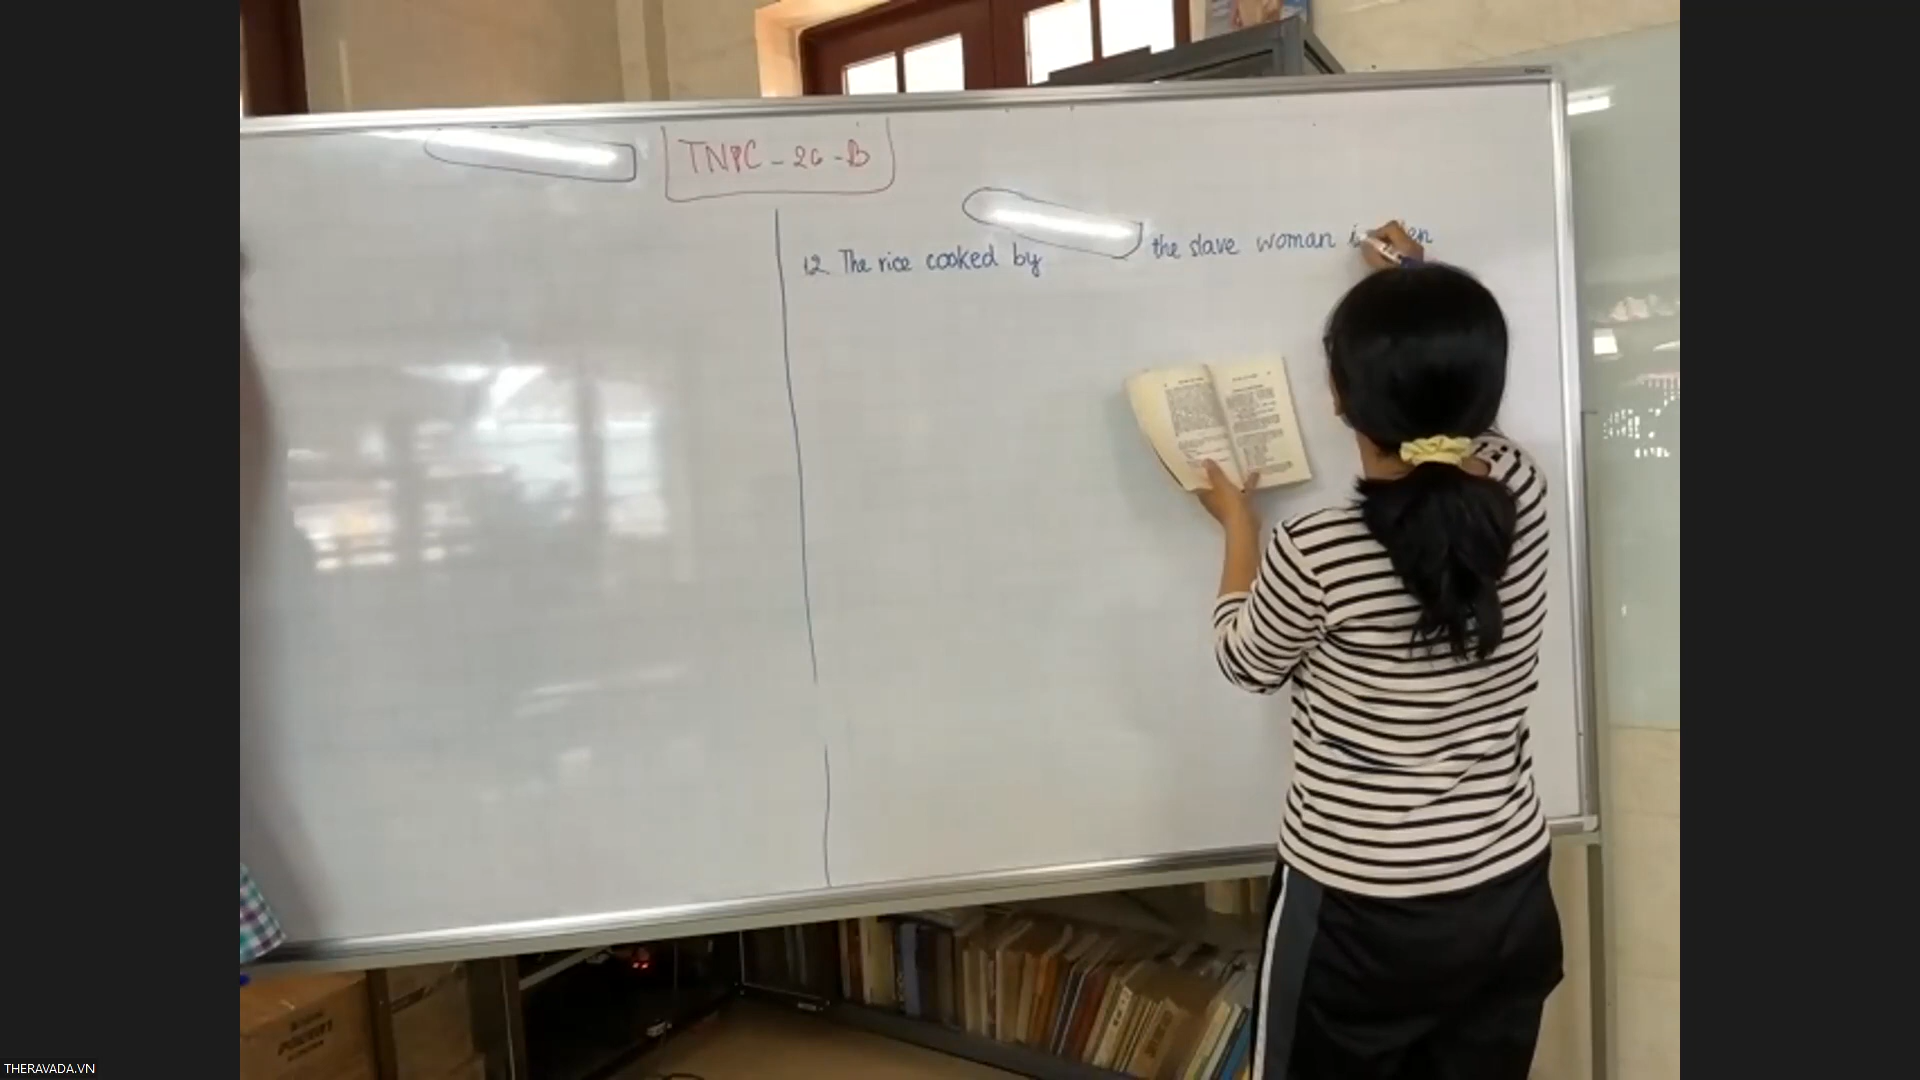 TNPC - 26 - B
12. The rice cooked by the slave woman
THERAVADA.VN